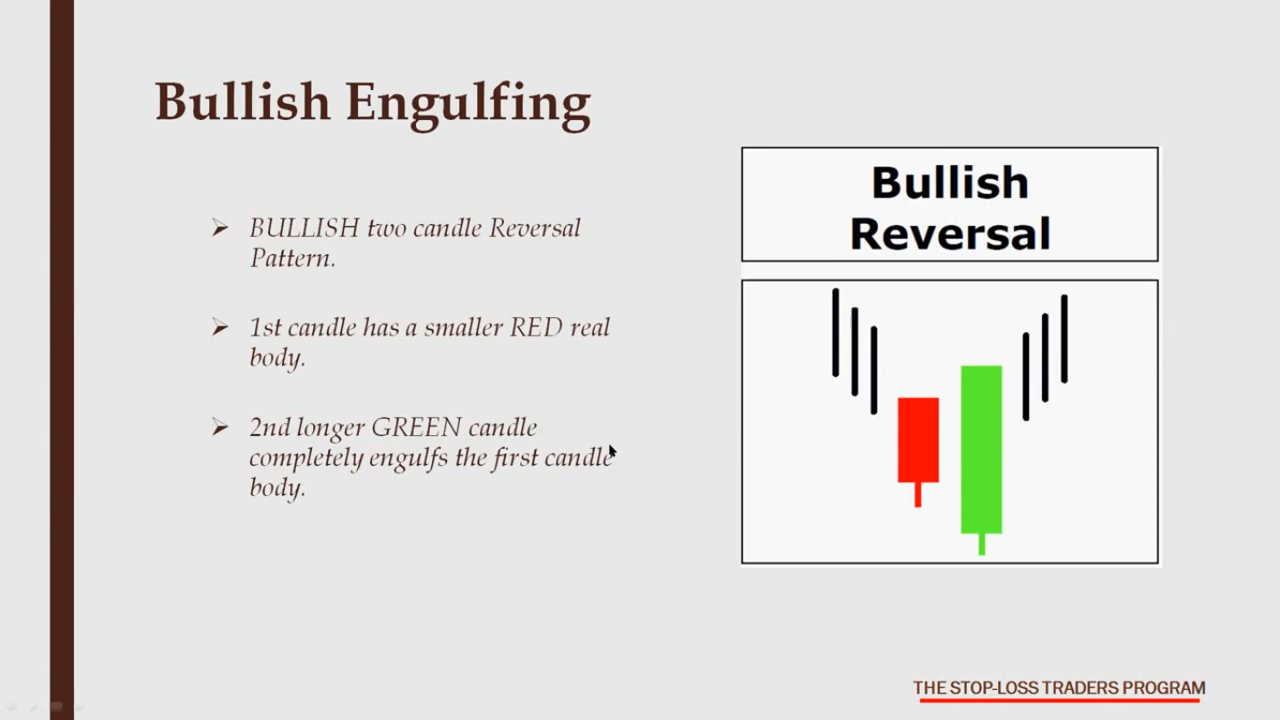 Bullish Engulfing
BULLISH two candle Reversal
Pattern.
1st candle has a smaller RED real
body.
2nd longer GREEN candle
completely engulfs the first candle
body.
Bullish
Reversal
THE STOP-LOSS TRADERS PROGRAM